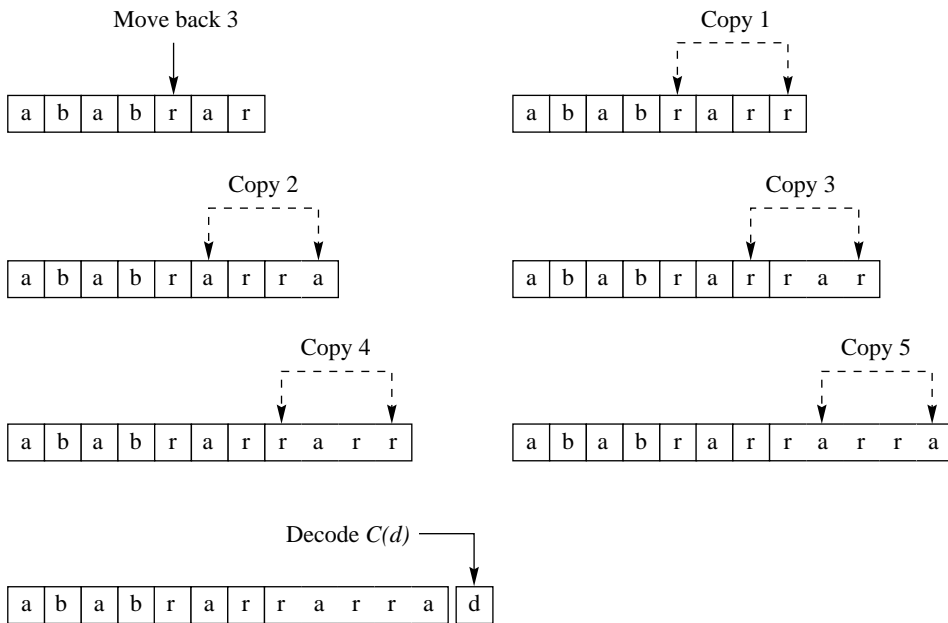 Move back 3
a b a b r a r
Copy 1
a b a b r a r r
Copy 2
a b a b r a r r a
Copy 3
a b a b r a r r a r
Copy 4
a b a b r a r r a r r
Copy 5
a b a b r a r r a r r a
Decode C(d)
a b a b r a r r a r r a d